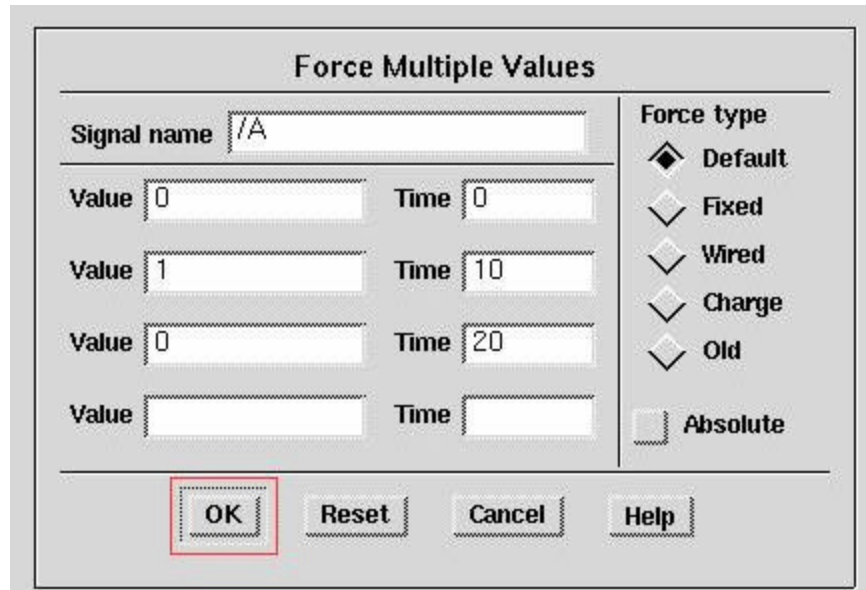 Force Multiple Values
Signal name /A
Value 0 Time 0
Value 1 Time 10
Value 0 Time 20
Value Time
Force type
Default
Fixed
Wired
Charge
Old
Absolute
OK Reset Cancel Help